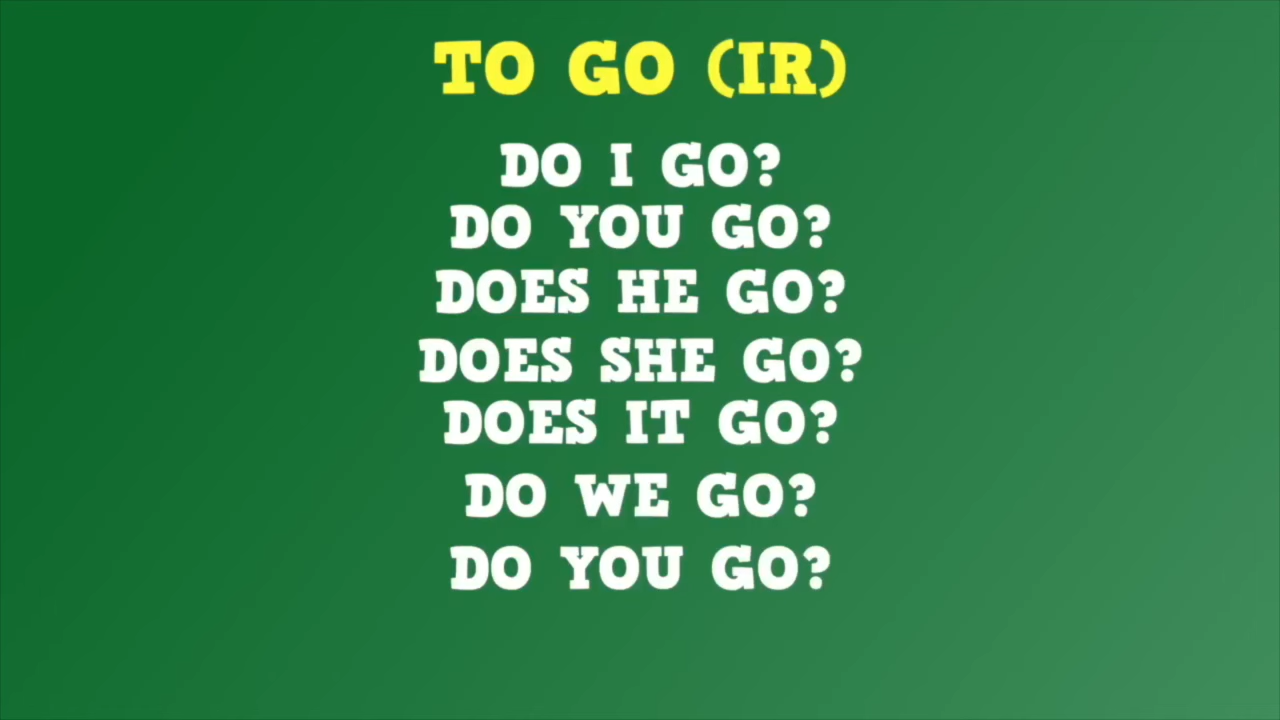 TO GO (IR)
DO I GO?
DO YOU GO?
DOES HE GO?
DOES SHE GO?
DOES IT GO?
DO WE GO?
DO YOU GO?